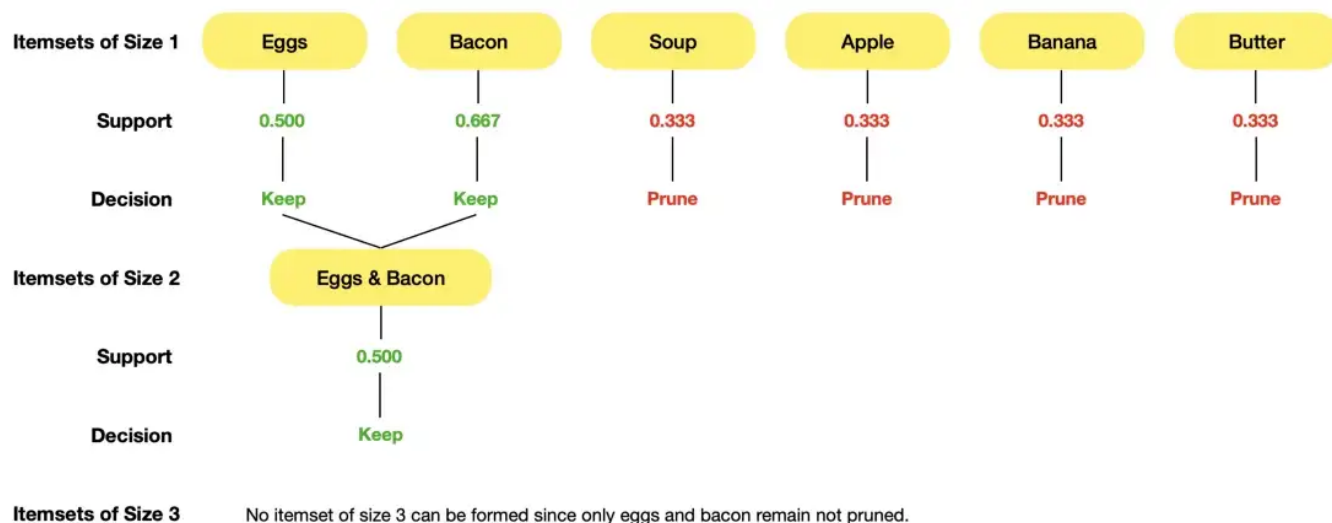 Itemsets of Size 1 Eggs Bacon Soup Apple Banana Butter
Support 0.500 0.667 0.333 0.333 0.333 0.333
Decision Keep Keep Prune Prune Prune Prune
Itemsets of Size 2 Eggs & Bacon
Support 0.500
Decision Keep
Itemsets of Size 3 No itemset of size 3 can be formed since only eggs and bacon remain not pruned.